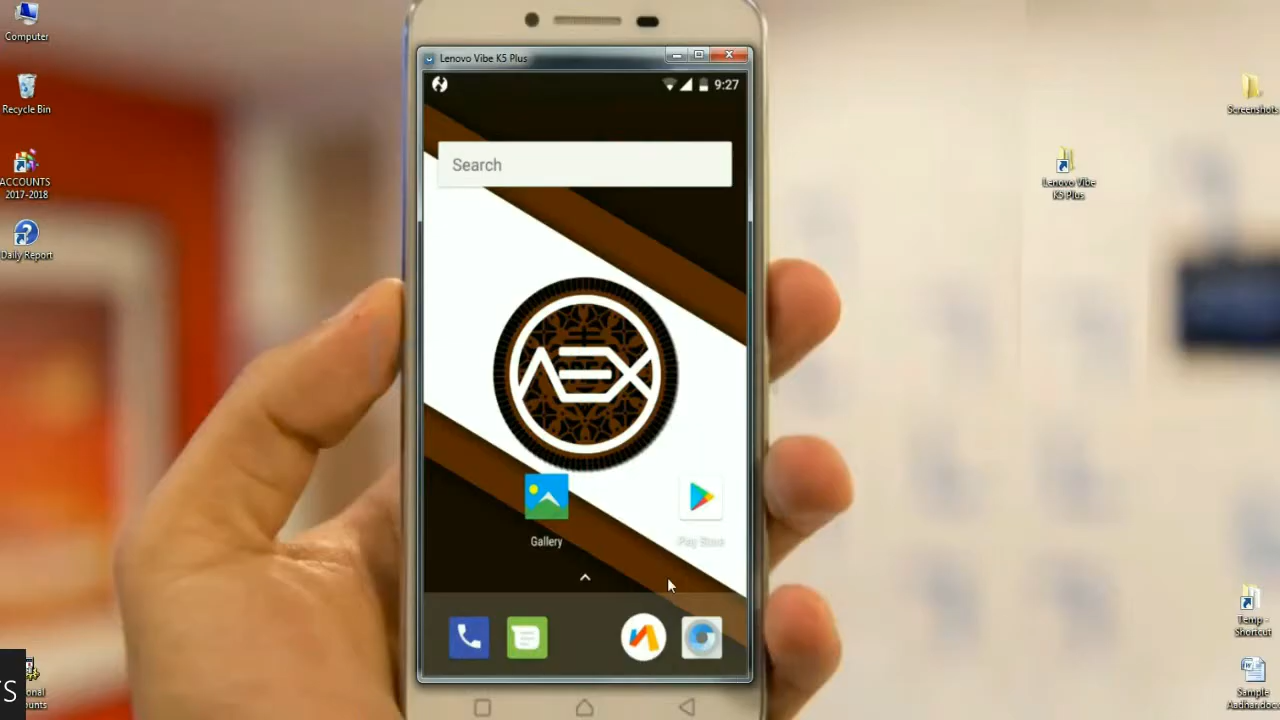 Computer
Recycle Bin
ACCOUNTS
2017-2018
Daily Report
Lenovo Vibe K5 Plus
9:27
Search
AEX
Gallery
Play Store
Screenshots
Lenovo Vibe
K5 Plus
Temp -
Shortcut
Sample